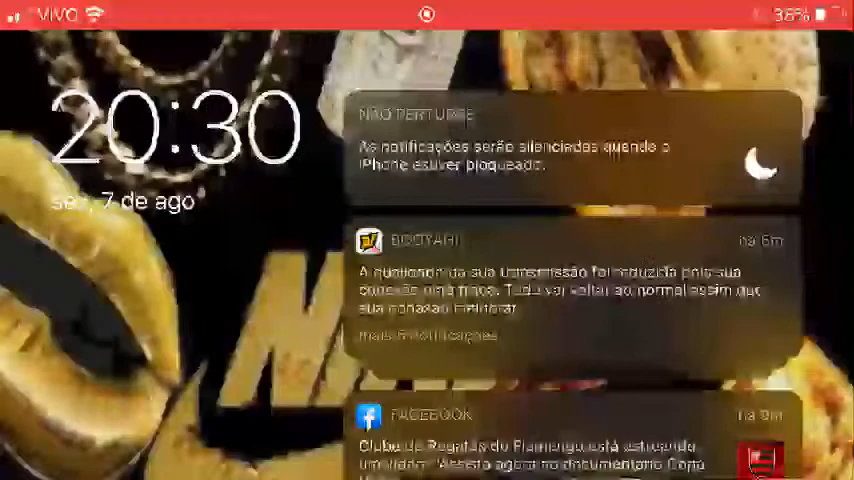 VIVO
38%
20:30
sex, 7 de ago
NÃO PERTURBE
As notificações serão silenciadas quando o
iPhone estiver bloqueado.
BOOYAH!
há 6m
A qualidade da sua transmissão foi reduzida pois sua
conexão está fraca. Tudo vai voltar ao normal assim que
sua conexão melhorar
mais 5 notificações
FACEBOOK
há 9m
Clube de Regatas do Flamengo está estreando
um vídeo: "Assista agora ao documentário Copa